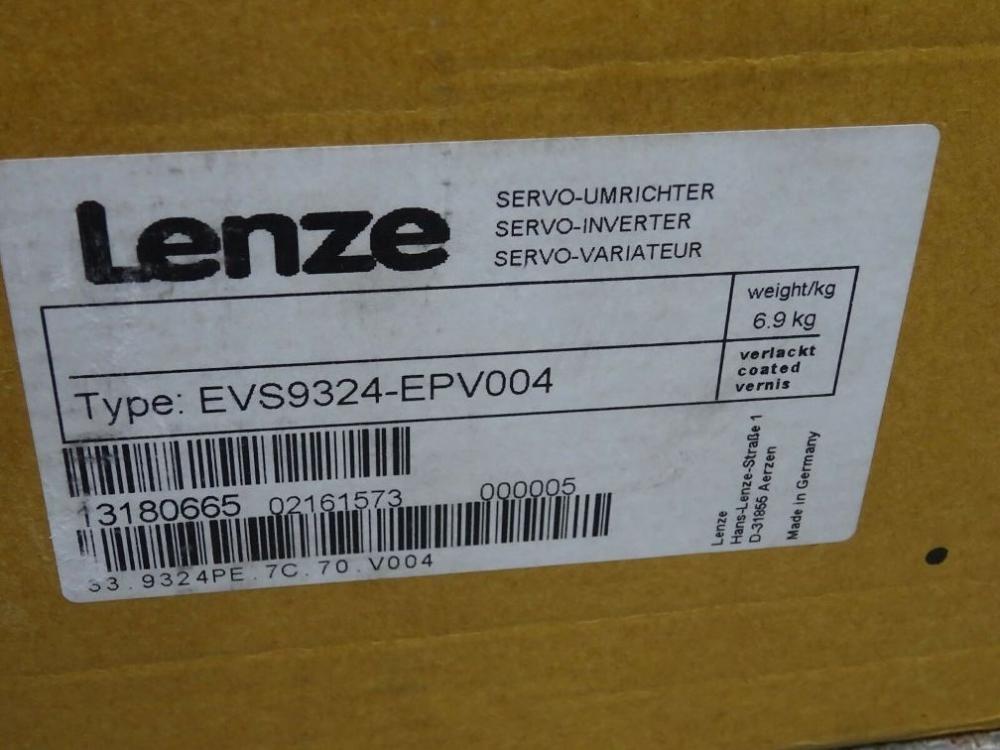 Lenze
SERVO-UMRICHTER
SERVO-INVERTER
SERVO-VARIATEUR
weight/kg
6.9 kg
verlackt
coated
vernis
Type: EVS9324-EPV004
13180665 02161573 000005
33.9324PE.7C.70.V004
Lenze
Hans-Lenze-Straße 1
D-31855 Aerzen
Made in Germany